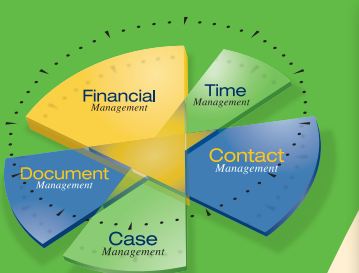 Financial
Management
Time
Management
Contact
Management
Document
Management
Case
Management